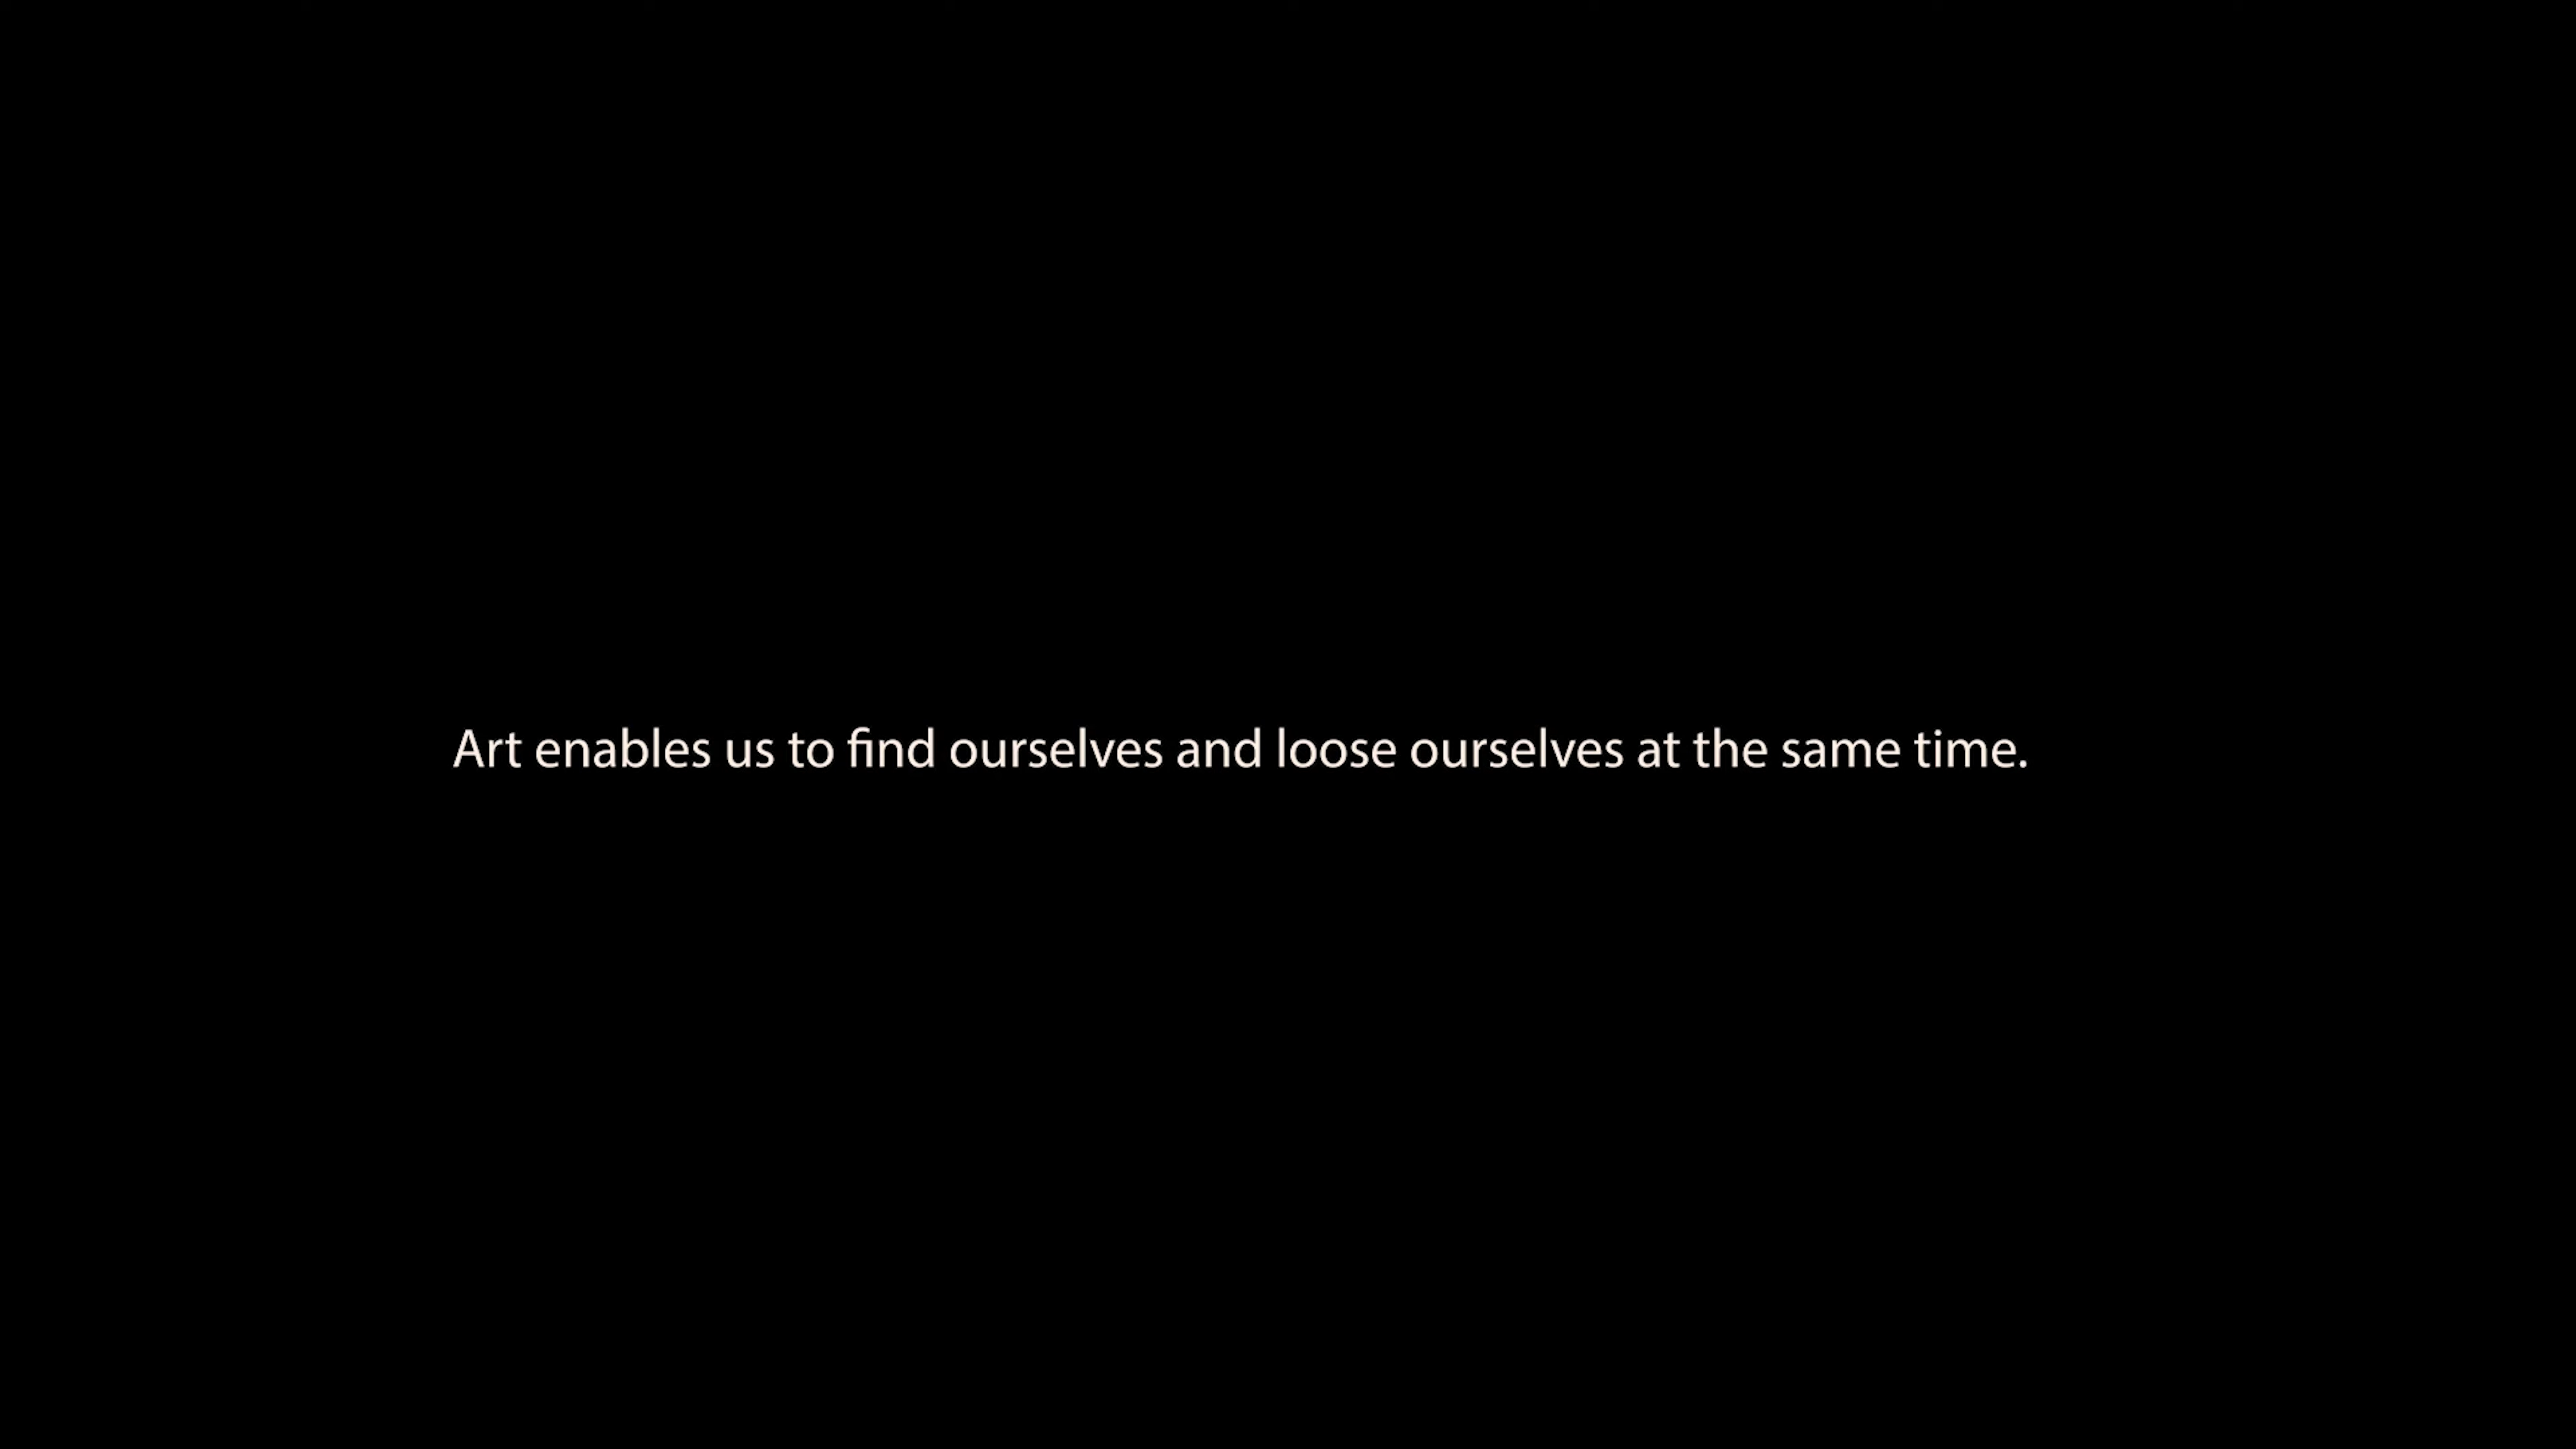 Art enables us to find ourselves and loose ourselves at the same time.